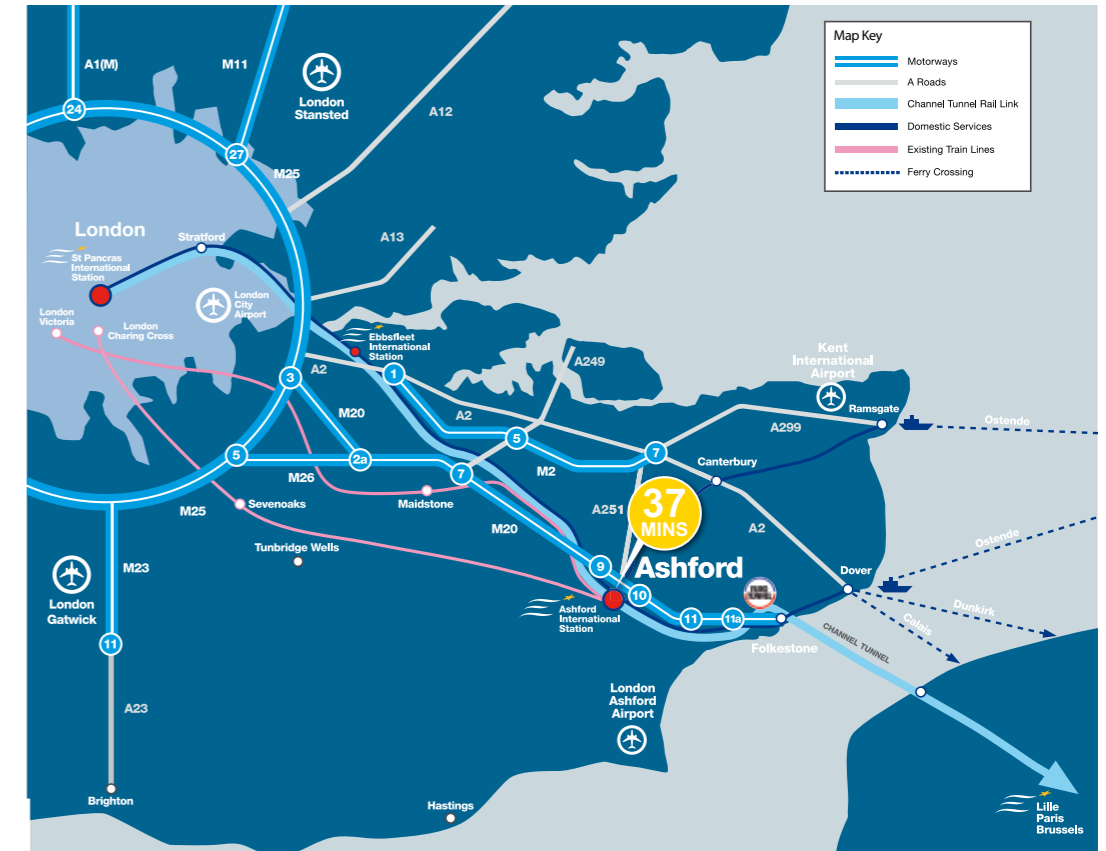 Map Key
Motorways
A Roads
Channel Tunnel Rail Link
Domestic Services
Existing Train Lines
Ferry Crossing
A1(M)
M11
London
Stansted
A12
24
27
M25
London
Stratford
A13
St Pancras
International
Station
London
City
Airport
London
Victoria
London
Charing Cross
Ebbsfleet
International
Station
A2
A249
Kent
International
Airport
3
1
M20
A2
Ramsgate
A299
Ostende
5
5
2a
7
7
M26
M2
Canterbury
M25
Sevenoaks
Maidstone
M20
A251
37
MINS
A2
Tunbridge Wells
Ostende
M23
London
Gatwick
9
Ashford
Dover
10
Ashford
International
Station
11
11a
Dunkirk
Calais
Folkestone
CHANNEL TUNNEL
11
London
Ashford
Airport
A23
Brighton
Hastings
Lille
Paris
Brussels